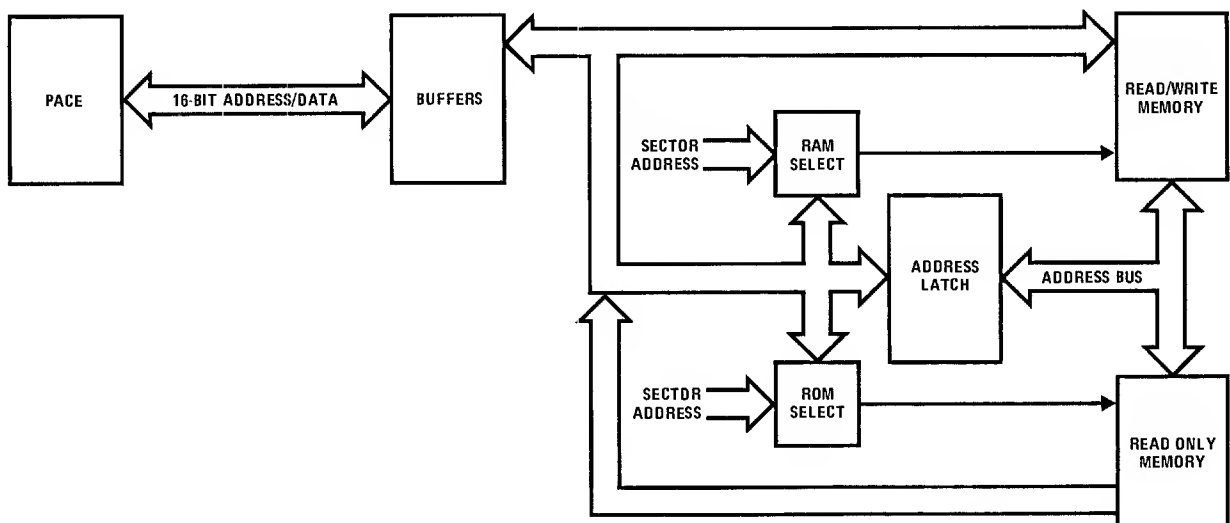 PACE
16-BIT ADDRESS/DATA
BUFFERS
READ/WRITE
MEMORY
SECTOR
ADDRESS
RAM
SELECT
ADDRESS
LATCH
ADDRESS BUS
SECTDR
ADDRESS
ROM
SELECT
READ ONLY
MEMORY